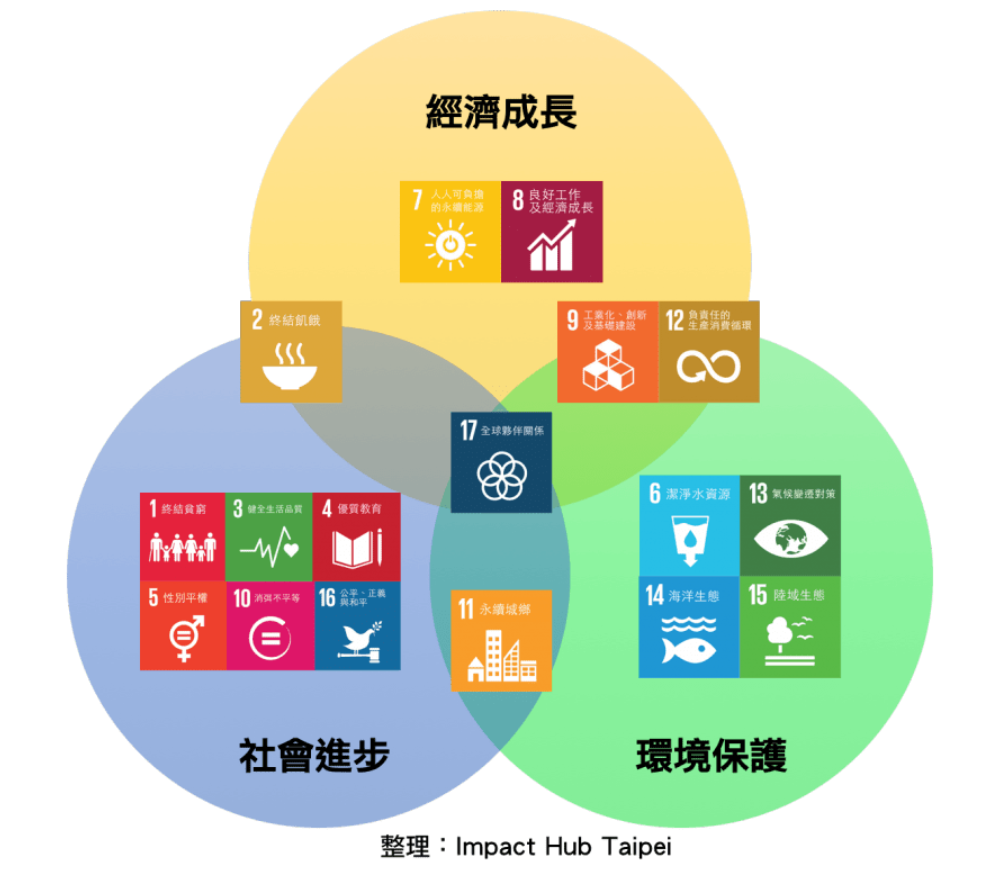 經濟成長
7 人人可負擔
的永續能源
8 良好工作
及經濟成長
2 終結飢餓
9 工業化、創新
及基礎建設
12 負責任的
生產消費循環
17 全球夥伴關係
1 終結貧窮
3 健全生活品質
4 優質教育
5 性別平權
10 消弭不平等
16 公平、正義
與和平
11 永續城鄉
6 潔淨水資源
13 氣候變遷對策
14 海洋生態
15 陸域生態
社會進步
環境保護
整理：Impact Hub Taipei